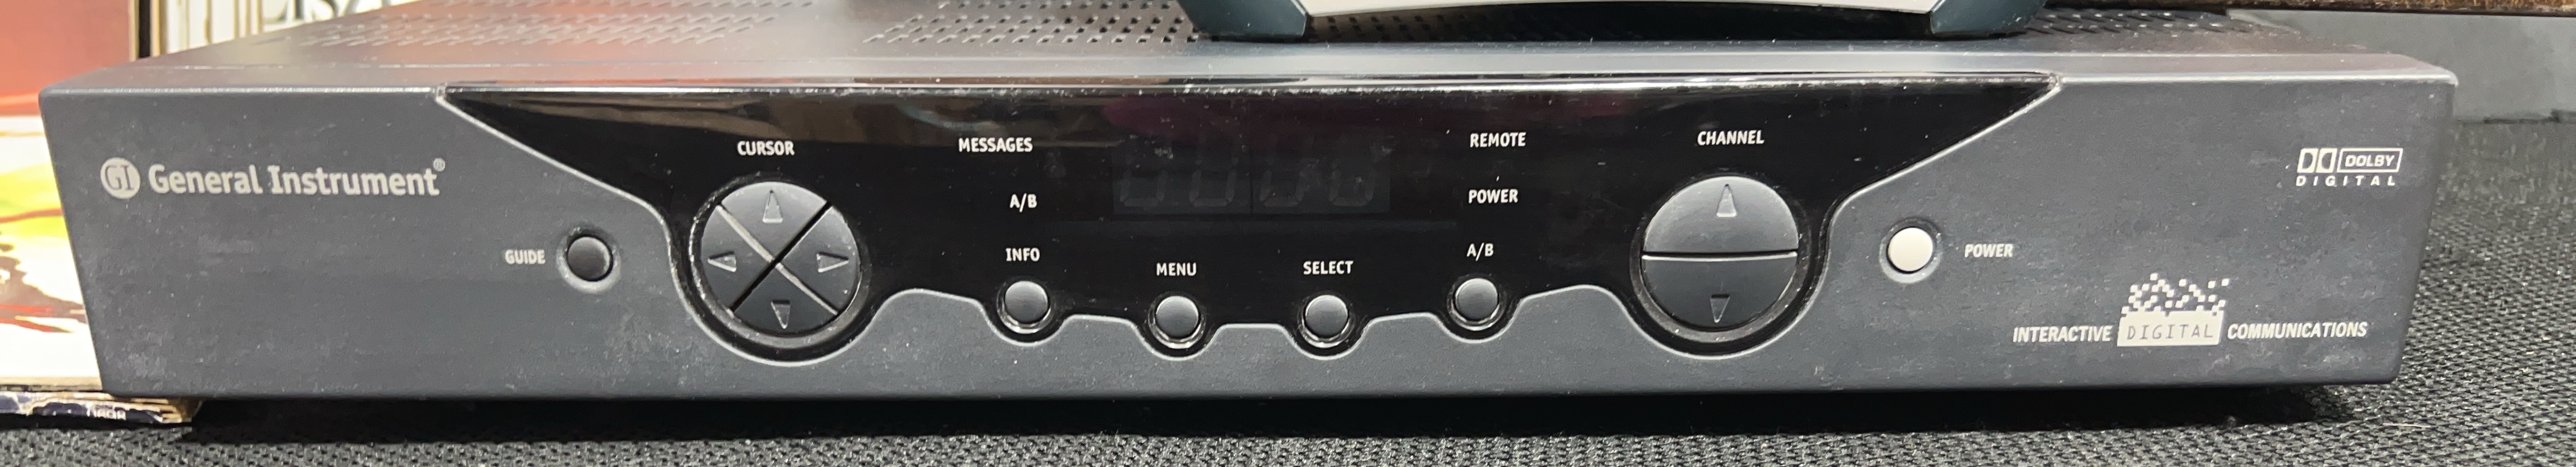 GI General Instrument®
GUIDE
CURSOR
MESSAGES
A/B
INFO
MENU
SELECT
REMOTE
POWER
A/B
CHANNEL
POWER
DOLBY
DIGITAL
INTERACTIVE DIGITAL COMMUNICATIONS